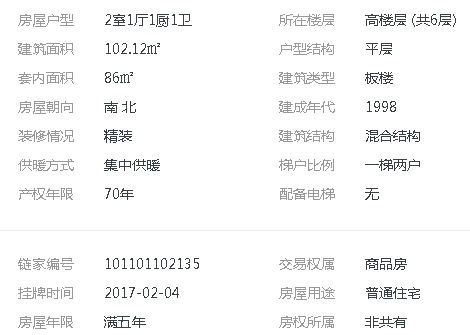 房屋户型 2室1厅1厨1卫 所在楼层 高楼层 (共6层)
建筑面积 102.12㎡ 户型结构 平层
套内面积 86㎡ 建筑类型 板楼
房屋朝向 南 北 建成年代 1998
装修情况 精装 建筑结构 混合结构
供暖方式 集中供暖 梯户比例 一梯两户
产权年限 70年 配备电梯 无
链家编号 101101102135 交易权属 商品房
挂牌时间 2017-02-04 房屋用途 普通住宅
房屋年限 满五年 房权所属 非共有